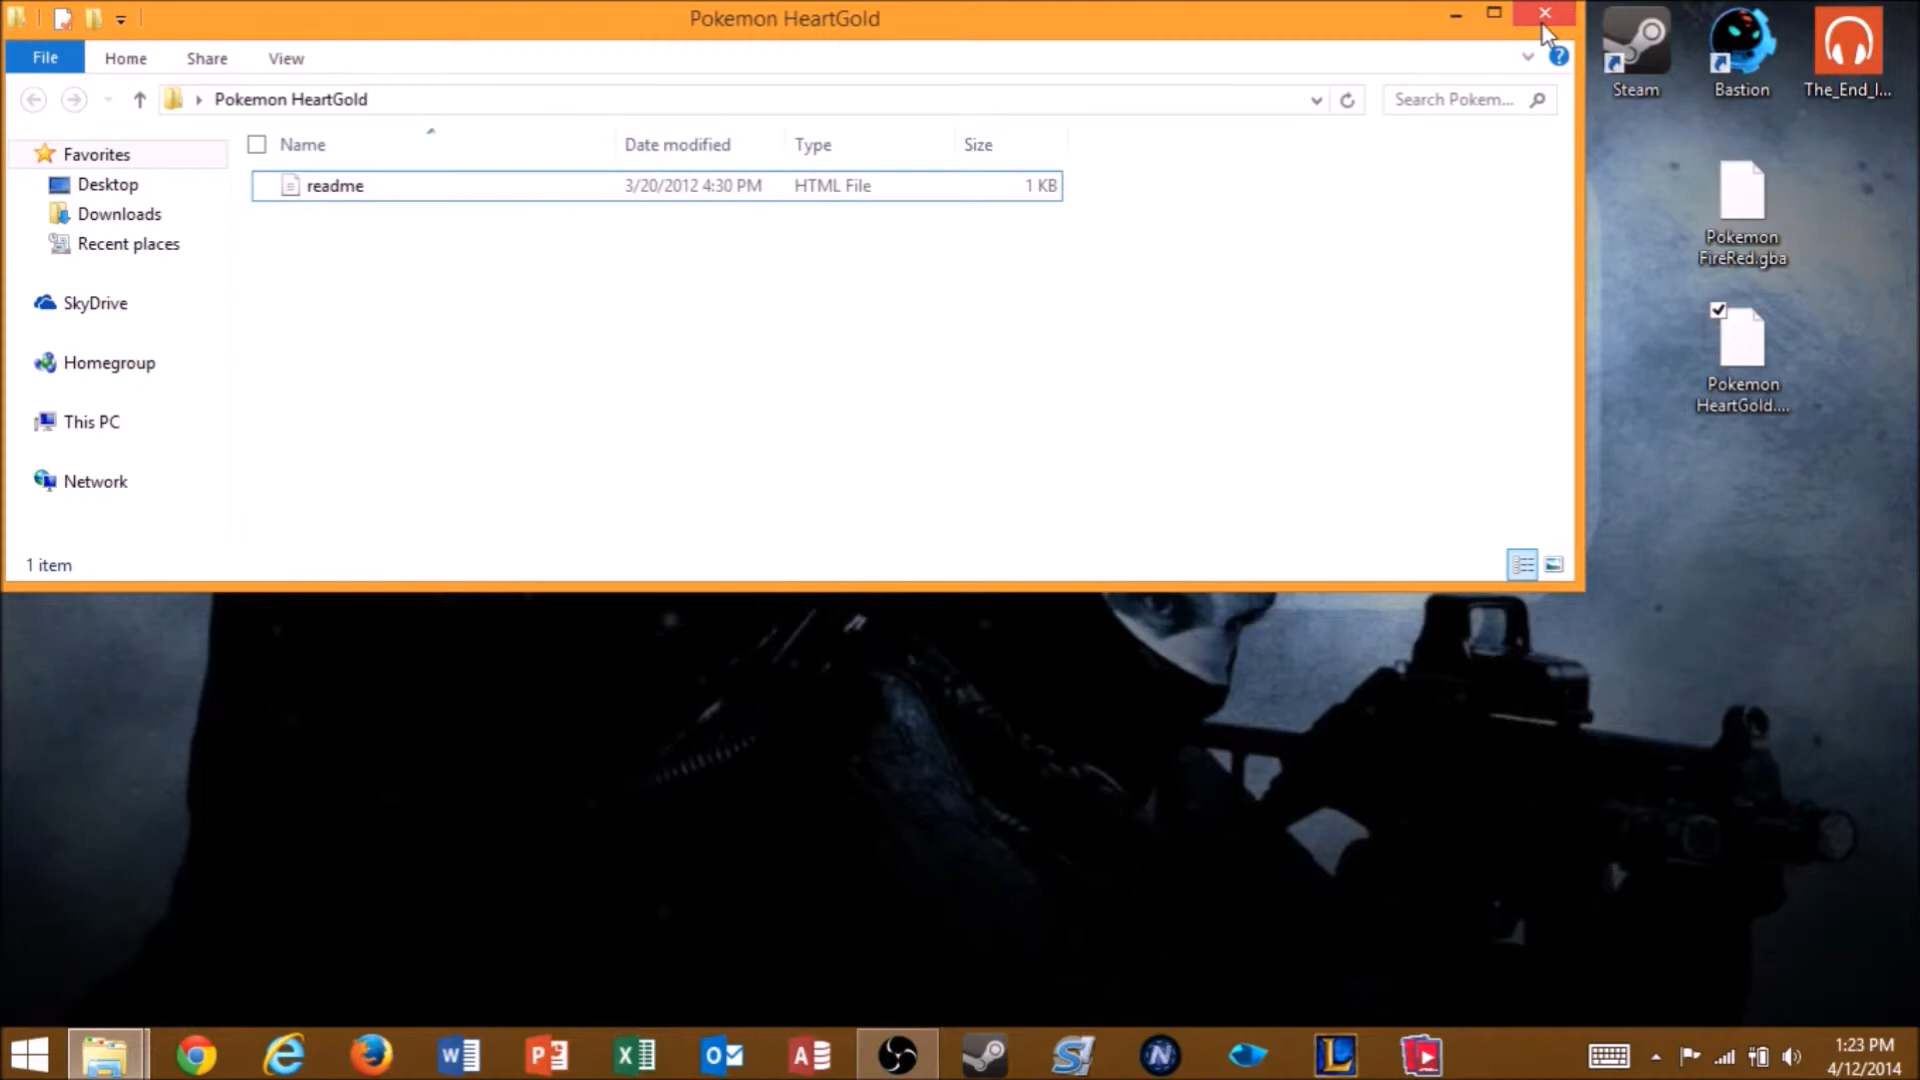 Pokemon HeartGold
File
Home
Share
View
Pokemon HeartGold
Search Pokem...
Name
Date modified
Type
Size
readme
3/20/2012 4:30 PM
HTML File
1 KB
Favorites
Desktop
Downloads
Recent places
SkyDrive
Homegroup
This PC
Network
1 item
Steam
Bastion
The_End_I...
Pokemon
FireRed.gba
Pokemon
HeartGold....
1:23 PM
4/12/2014